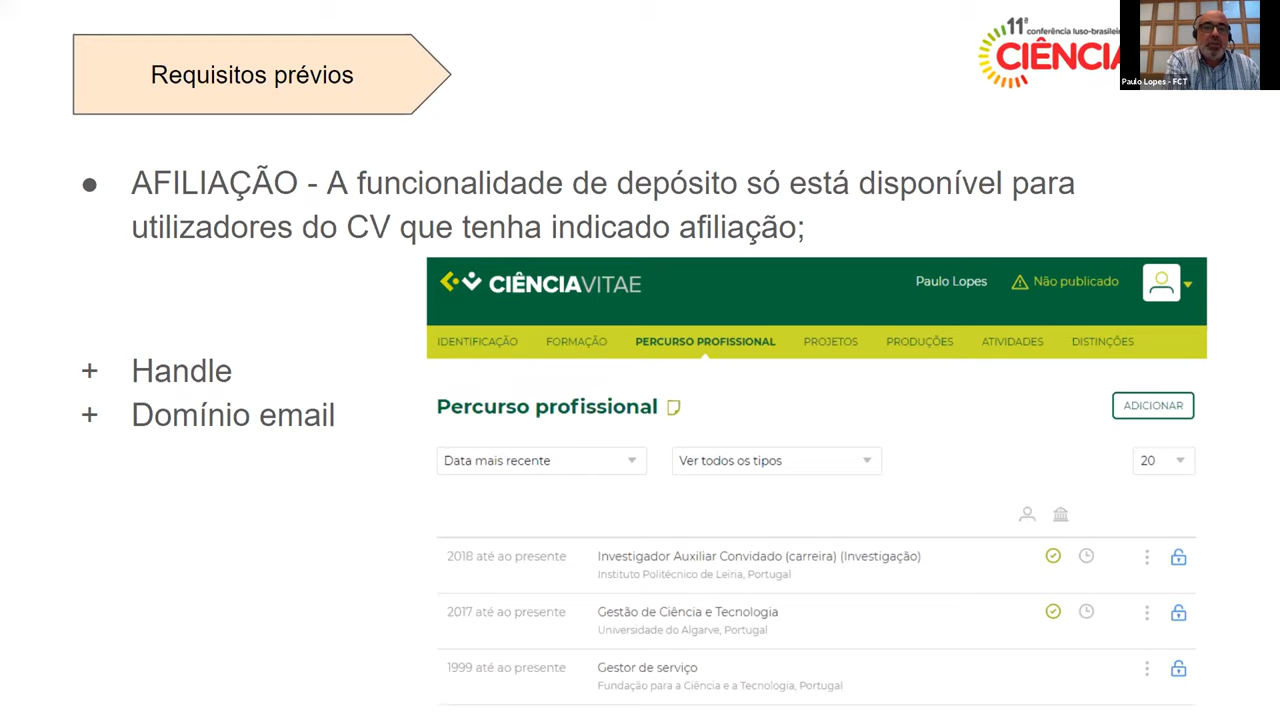 Requisitos prévios
11ª
conferência luso-brasilei
CIÊNCIA
Paulo Lopes - FCT
● AFILIAÇÃO - A funcionalidade de depósito só está disponível para
utilizadores do CV que tenha indicado afiliação;
+ Handle
+ Domínio email
CIÊNCIAVITAE
Paulo Lopes
Não publicado
IDENTIFICAÇÃO FORMAÇÃO PERCURSO PROFISSIONAL PROJETOS PRODUÇÕES ATIVIDADES DISTINÇÕES
Percurso profissional
ADICIONAR
Data mais recente Ver todos os tipos 20
2018 até ao presente Investigador Auxiliar Convidado (carreira) (Investigação)
Instituto Politécnico de Leiria, Portugal
2017 até ao presente Gestão de Ciência e Tecnologia
Universidade do Algarve, Portugal
1999 até ao presente Gestor de serviço
Fundação para a Ciência e a Tecnologia, Portugal